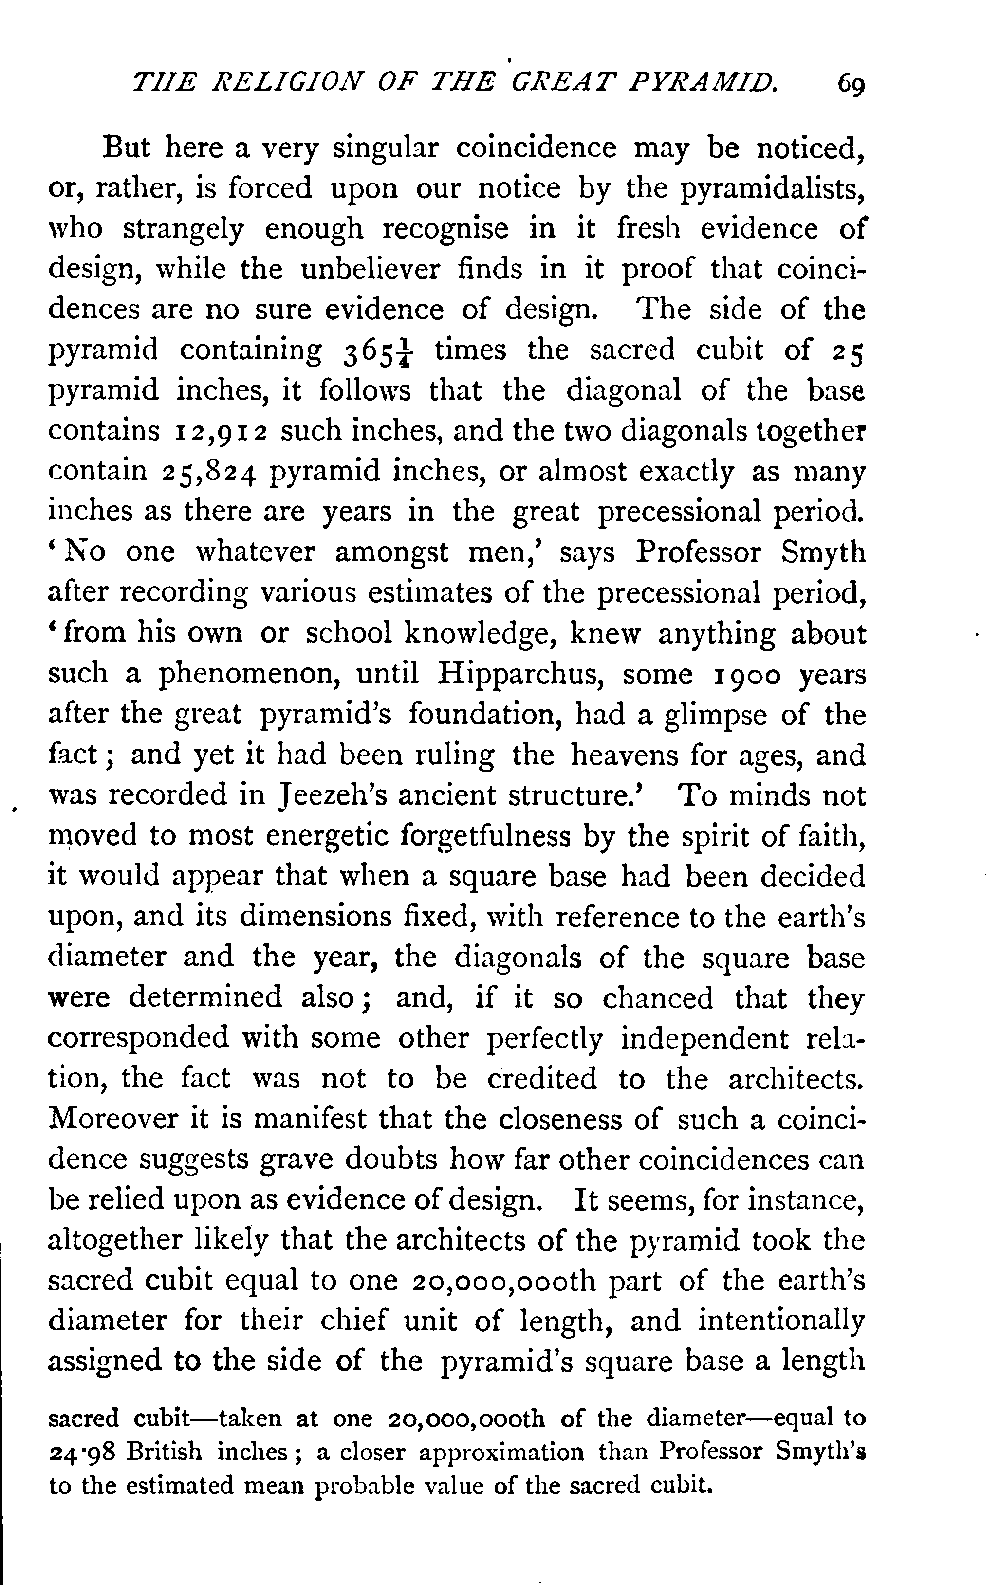 THE RELIGION OF THE GREAT PYRAMID. 69
But here a very singular coincidence may be noticed,
or, rather, is forced upon our notice by the pyramidalists,
who strangely enough recognise in it fresh evidence of
design, while the unbeliever finds in it proof that coinci-
dences are no sure evidence of design. The side of the
pyramid containing 365¼ times the sacred cubit of 25
pyramid inches, it follows that the diagonal of the base
contains 12,912 such inches, and the two diagonals together
contain 25,824 pyramid inches, or almost exactly as many
inches as there are years in the great precessional period.
‘No one whatever amongst men,’ says Professor Smyth
after recording various estimates of the precessional period,
‘from his own or school knowledge, knew anything about
such a phenomenon, until Hipparchus, some 1900 years
after the great pyramid’s foundation, had a glimpse of the
fact; and yet it had been ruling the heavens for ages, and
was recorded in Jeezeh’s ancient structure.’ To minds not
moved to most energetic forgetfulness by the spirit of faith,
it would appear that when a square base had been decided
upon, and its dimensions fixed, with reference to the earth’s
diameter and the year, the diagonals of the square base
were determined also; and, if it so chanced that they
corresponded with some other perfectly independent rela-
tion, the fact was not to be credited to the architects.
Moreover it is manifest that the closeness of such a coinci-
dence suggests grave doubts how far other coincidences can
be relied upon as evidence of design. It seems, for instance,
altogether likely that the architects of the pyramid took the
sacred cubit equal to one 20,000,000th part of the earth’s
diameter for their chief unit of length, and intentionally
assigned to the side of the pyramid’s square base a length
sacred cubit—taken at one 20,000,000th of the diameter—equal to
24·98 British inches; a closer approximation than Professor Smyth’s
to the estimated mean probable value of the sacred cubit.